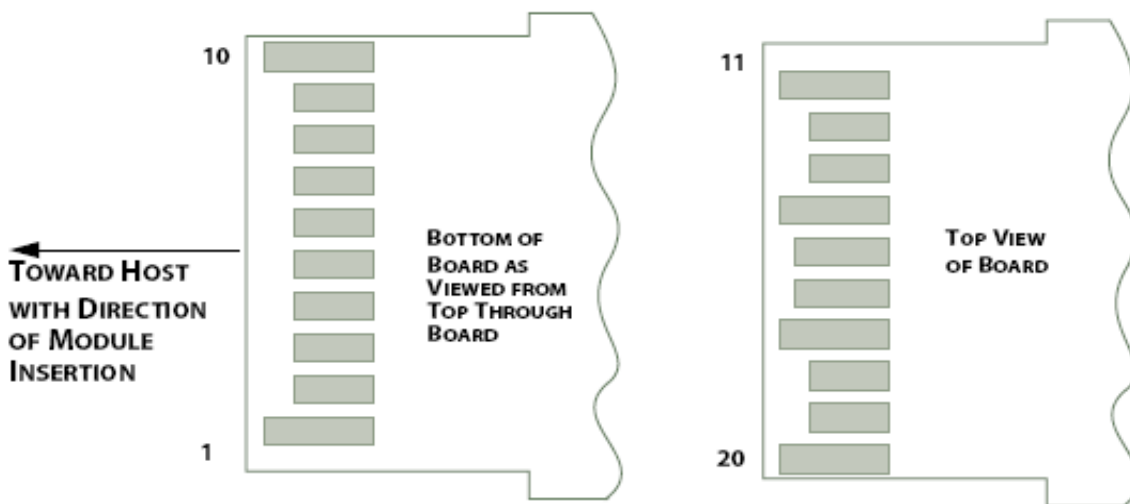 10
1
TOWARD HOST
WITH DIRECTION
OF MODULE
INSERTION
BOTTOM OF
BOARD AS
VIEWED FROM
TOP THROUGH
BOARD
11
20
TOP VIEW
OF BOARD